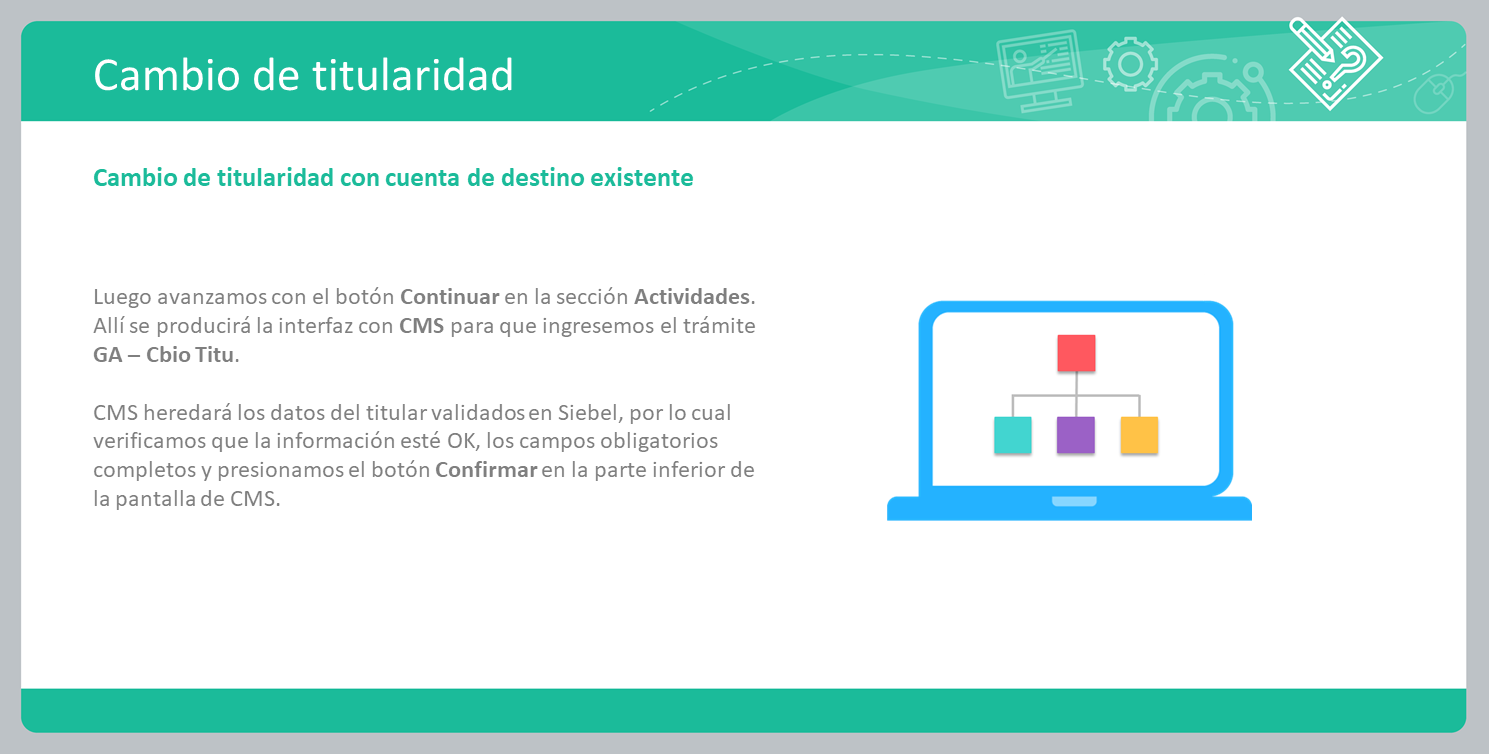 Cambio de titularidad
Cambio de titularidad con cuenta de destino existente
Luego avanzamos con el botón Continuar en la sección Actividades.
Allí se producirá la interfaz con CMS para que ingresemos el trámite
GA – Cbio Titu.
CMS heredará los datos del titular validados en Siebel, por lo cual
verificamos que la información esté OK, los campos obligatorios
completos y presionamos el botón Confirmar en la parte inferior de
la pantalla de CMS.